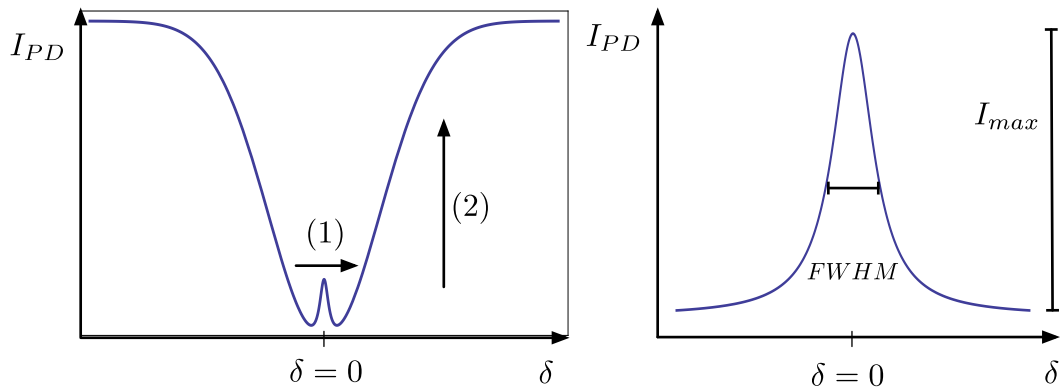 I_{PD}
(1)
(2)
δ = 0
δ
I_{PD}
I_{max}
FWHM
δ = 0
δ